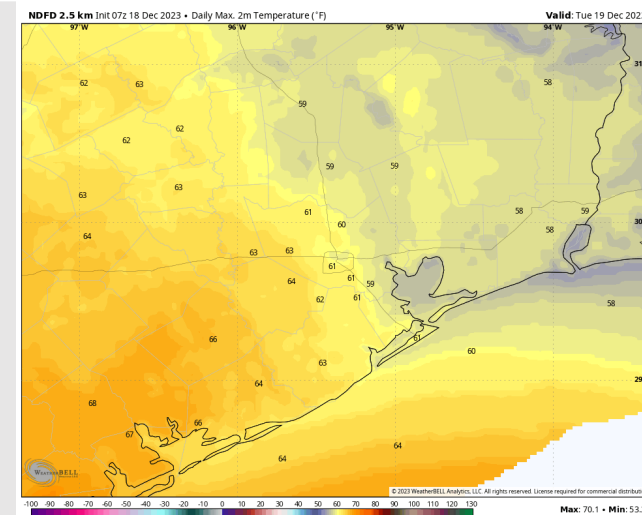 NDFD 2.5 km Init 07z 18 Dec 2023 • Daily Max. 2m Temperature (˚F) Valid: Tue 19 Dec 202
97°W 96°W 95°W 94°W
31
62 63 58
59
62
62
59 59
63 63
61 58 59
60 58 30
64
63 63
61
64 61 59
62 61
58
66 61
60
63
64 29
68
66
67
64
64
WeatherBELL
© 2023 WeatherBELL Analytics, LLC. All rights reserved. License required for commercial distributi
-100 -90 -80 -70 -60 -50 -40 -30 -20 -10 0 10 20 30 40 50 60 70 80 90 100 110 120 130
Max: 70.1 • Min: 53.